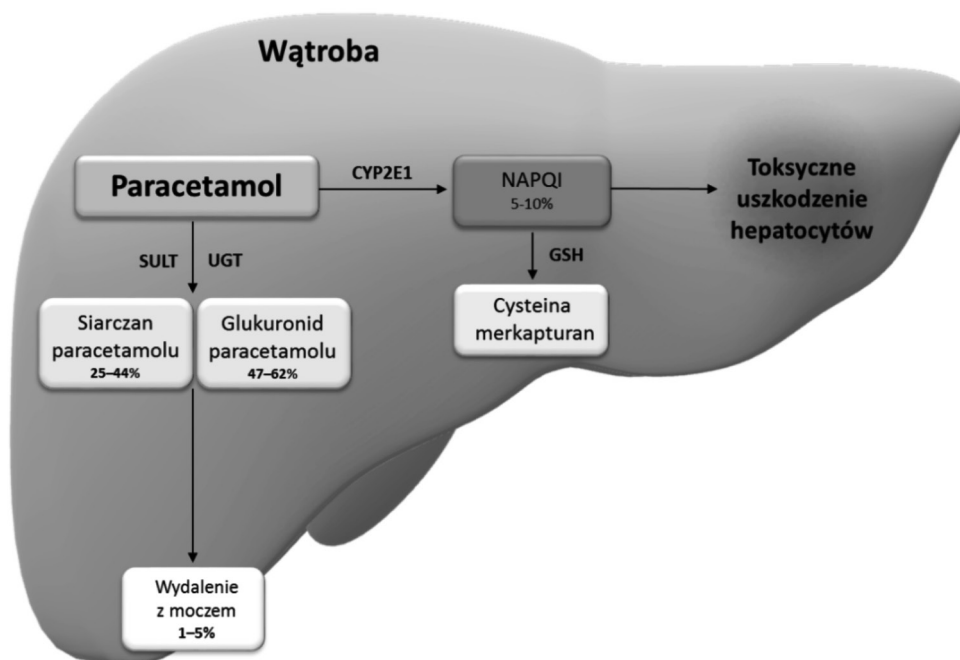 Wątroba
Paracetamol
CYP2E1
NAPQI
5-10%
Toksyczne
uszkodzenie
hepatocytów
SULT UGT
GSH
Siarczan
paracetamolu
25–44%
Glukuronid
paracetamolu
47–62%
Cysteina
merkapturan
Wydalenie
z moczem
1–5%